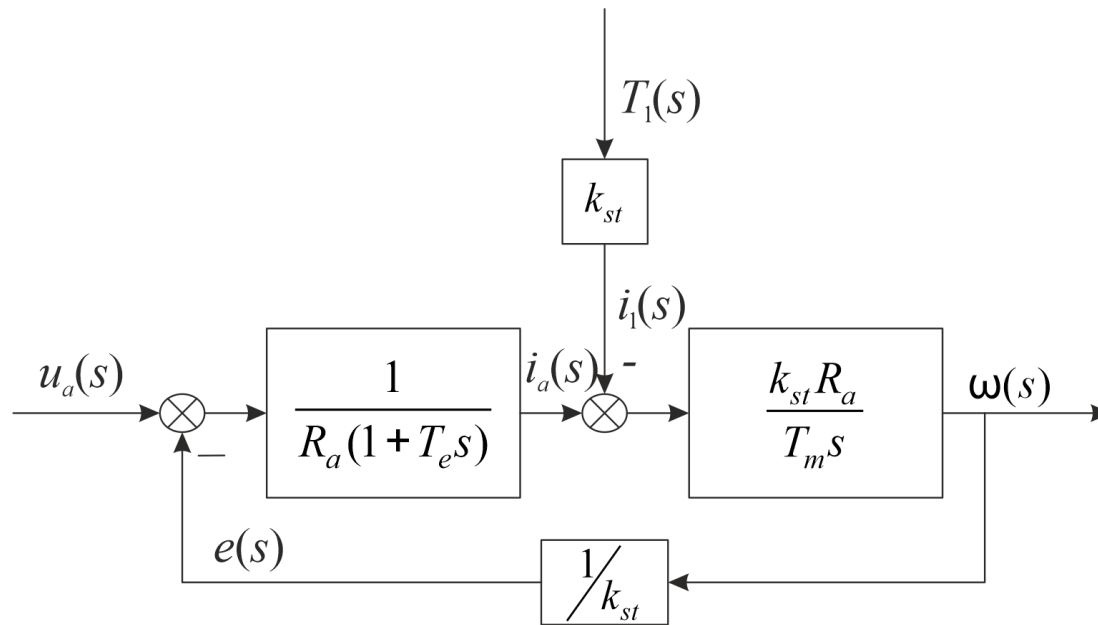 T₁(s)
kₛₜ
i₁(s)
uₐ(s)
1
Rₐ(1+Tₑs)
iₐ(s)
-
kₛₜRₐ
Tₘs
ω(s)
–
e(s)
1/kₛₜ